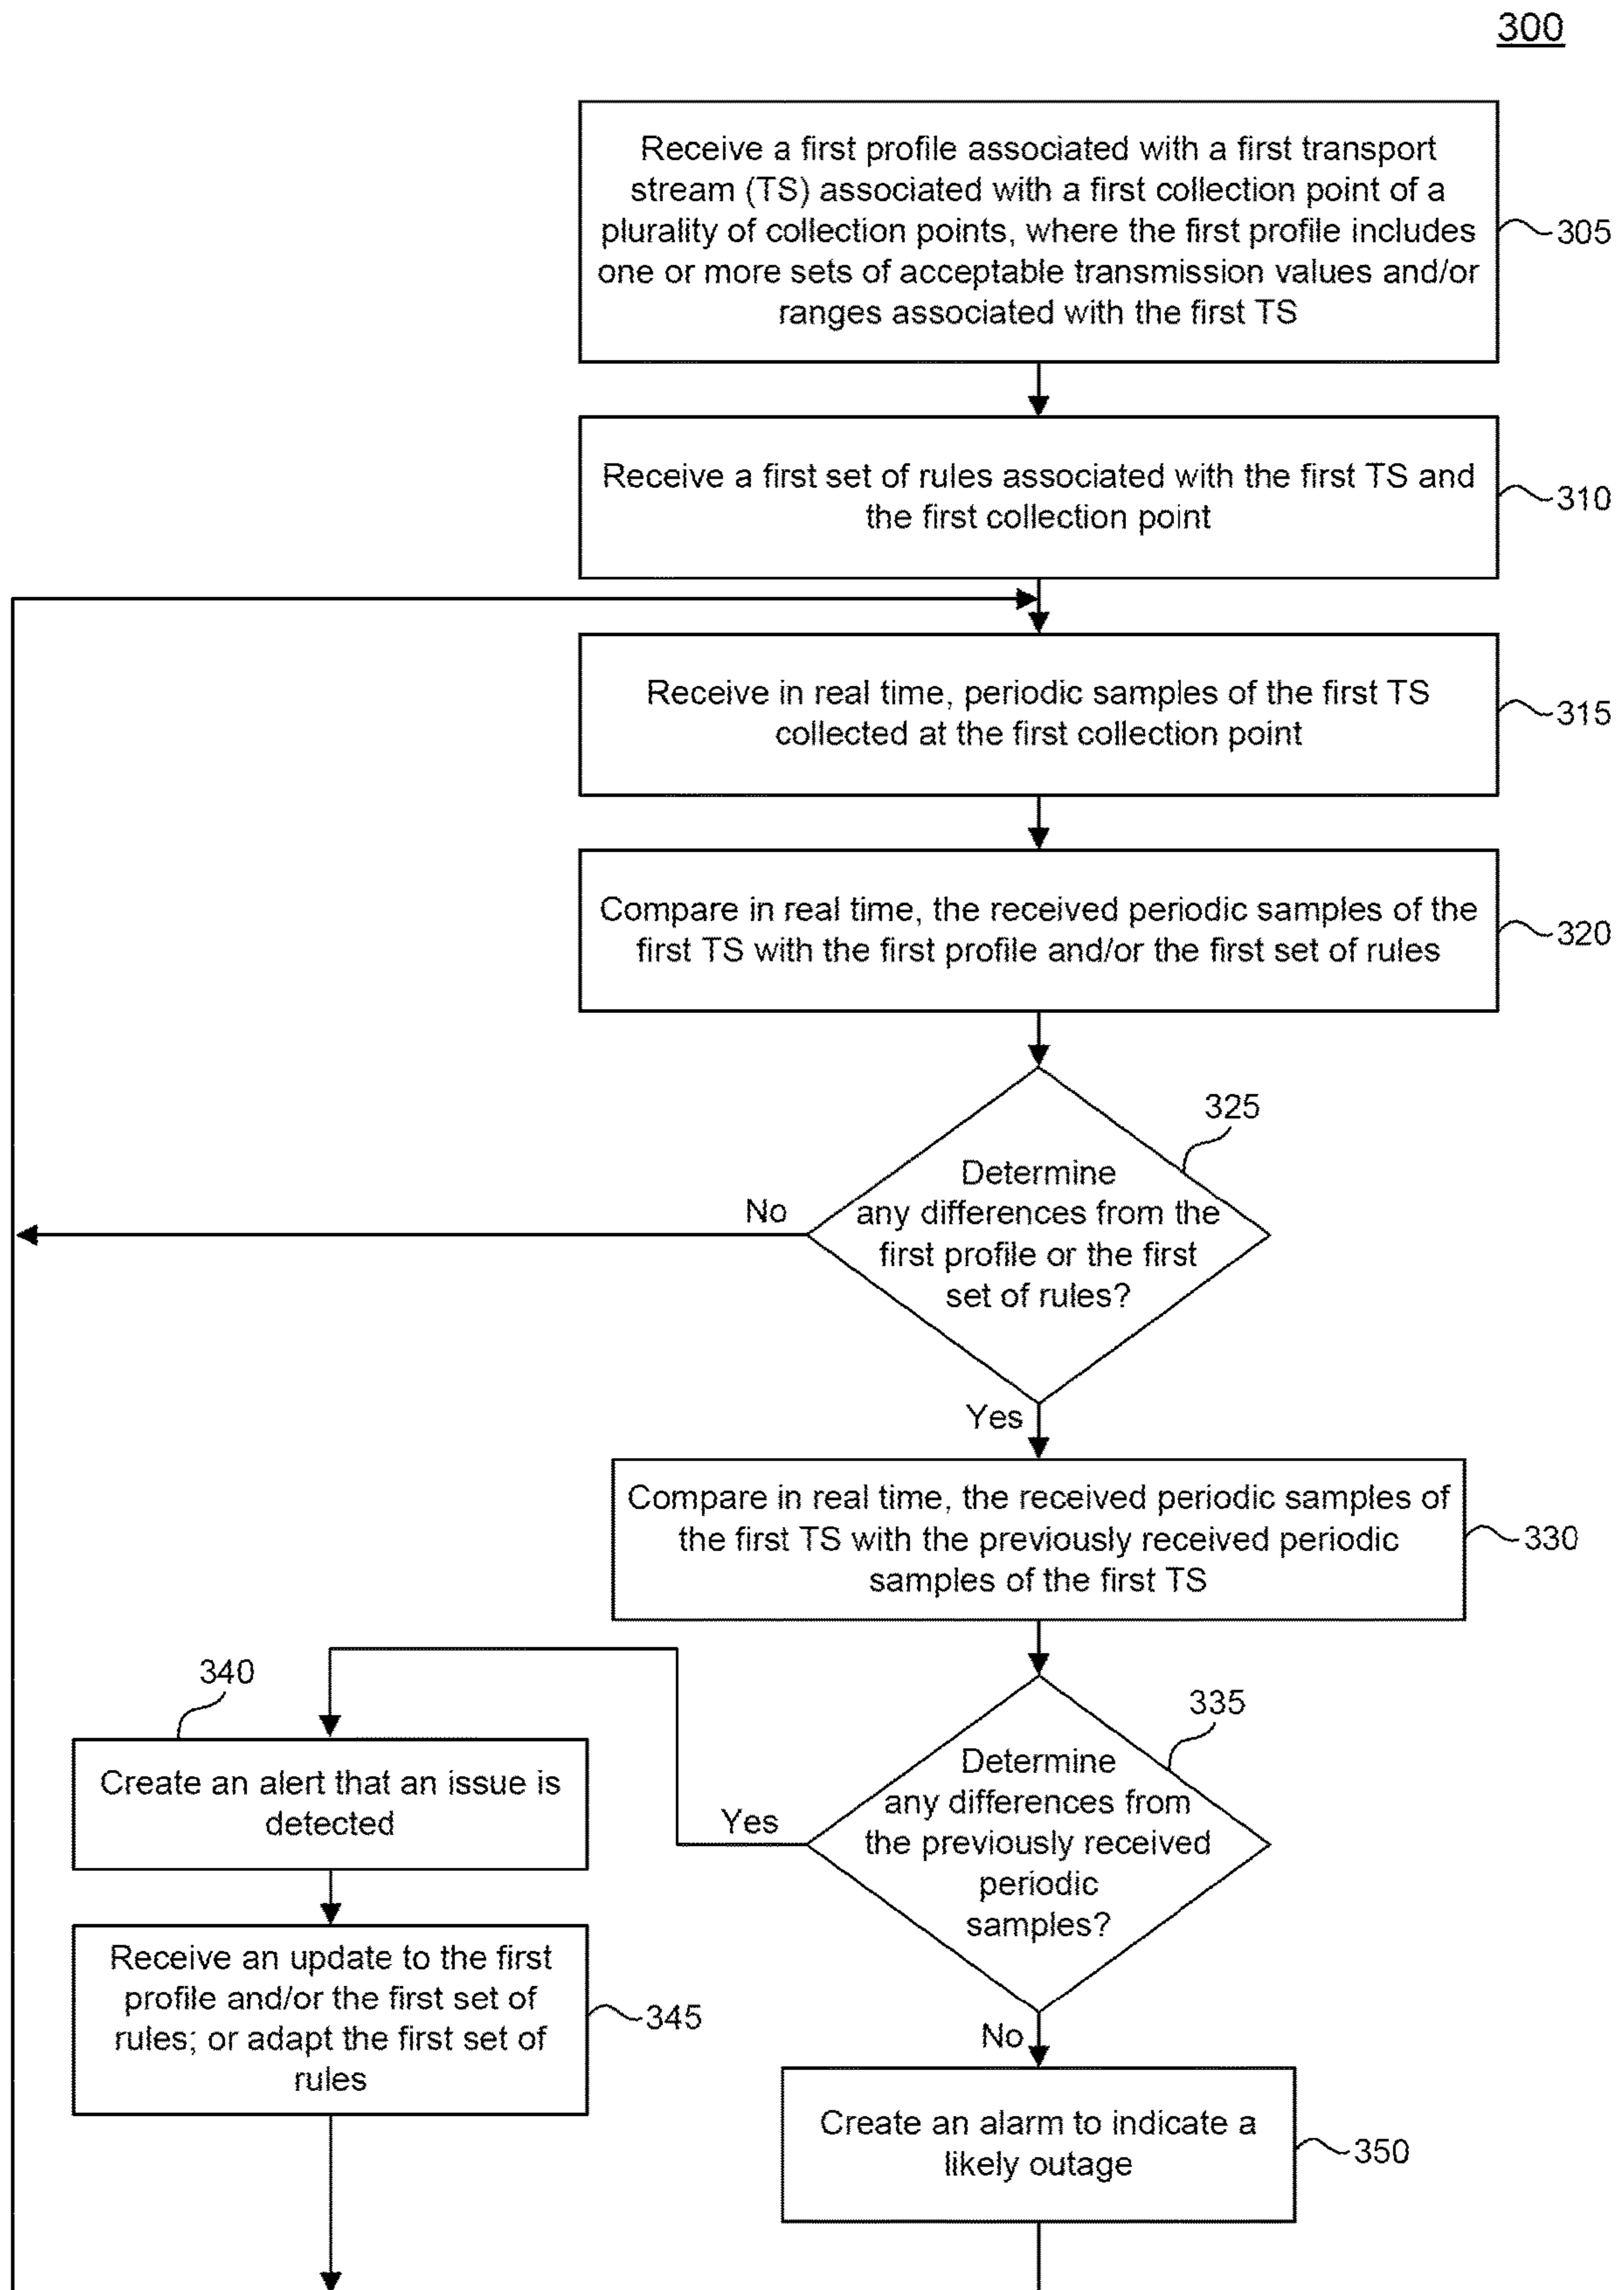 300
Receive a first profile associated with a first transport
stream (TS) associated with a first collection point of a
plurality of collection points, where the first profile includes
one or more sets of acceptable transmission values and/or
ranges associated with the first TS
305
Receive a first set of rules associated with the first TS and
the first collection point
310
Receive in real time, periodic samples of the first TS
collected at the first collection point
315
Compare in real time, the received periodic samples of the
first TS with the first profile and/or the first set of rules
320
325
Determine
any differences from the
first profile or the first
set of rules?
No
Yes
Compare in real time, the received periodic samples of
the first TS with the previously received periodic
samples of the first TS
330
335
Determine
any differences from
the previously received
periodic
samples?
Yes
340
Create an alert that an issue is
detected
Receive an update to the first
profile and/or the first set of
rules; or adapt the first set of
rules
345
No
Create an alarm to indicate a
likely outage
350